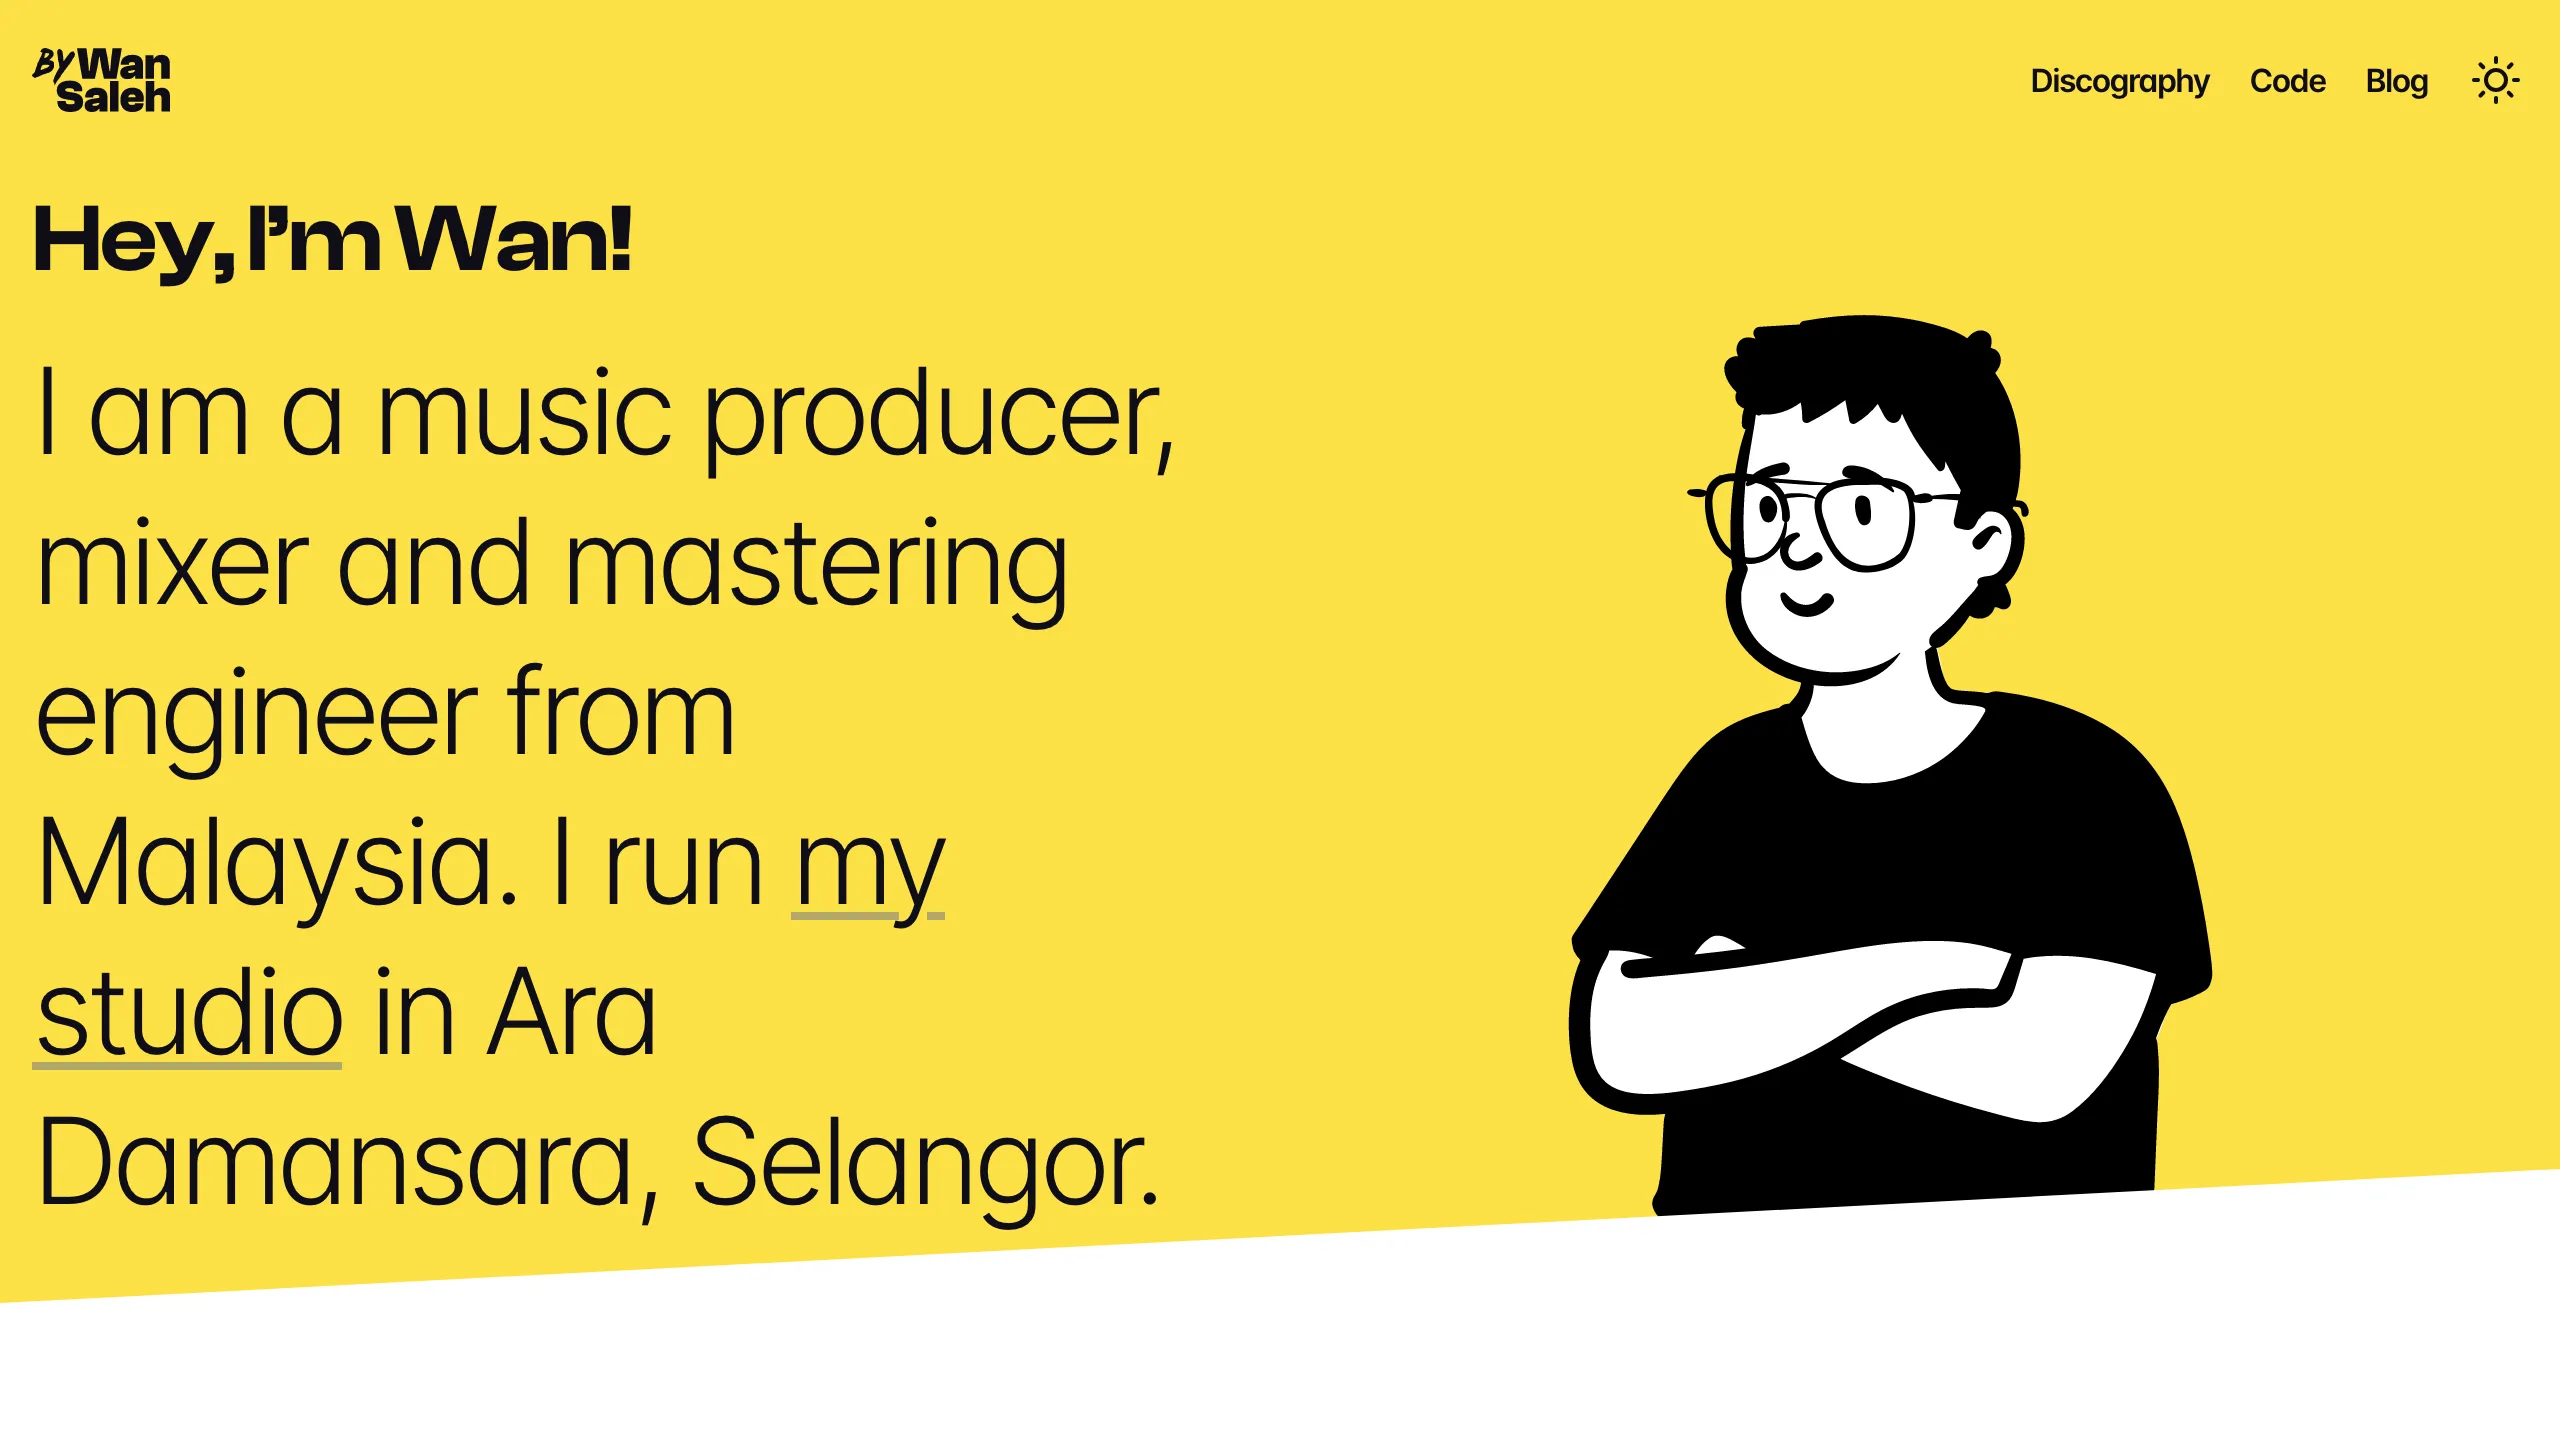 By Wan
Saleh
Discography Code Blog
Hey, I’m Wan!
I am a music producer,
mixer and mastering
engineer from
Malaysia. I run my
studio in Ara
Damansara, Selangor.